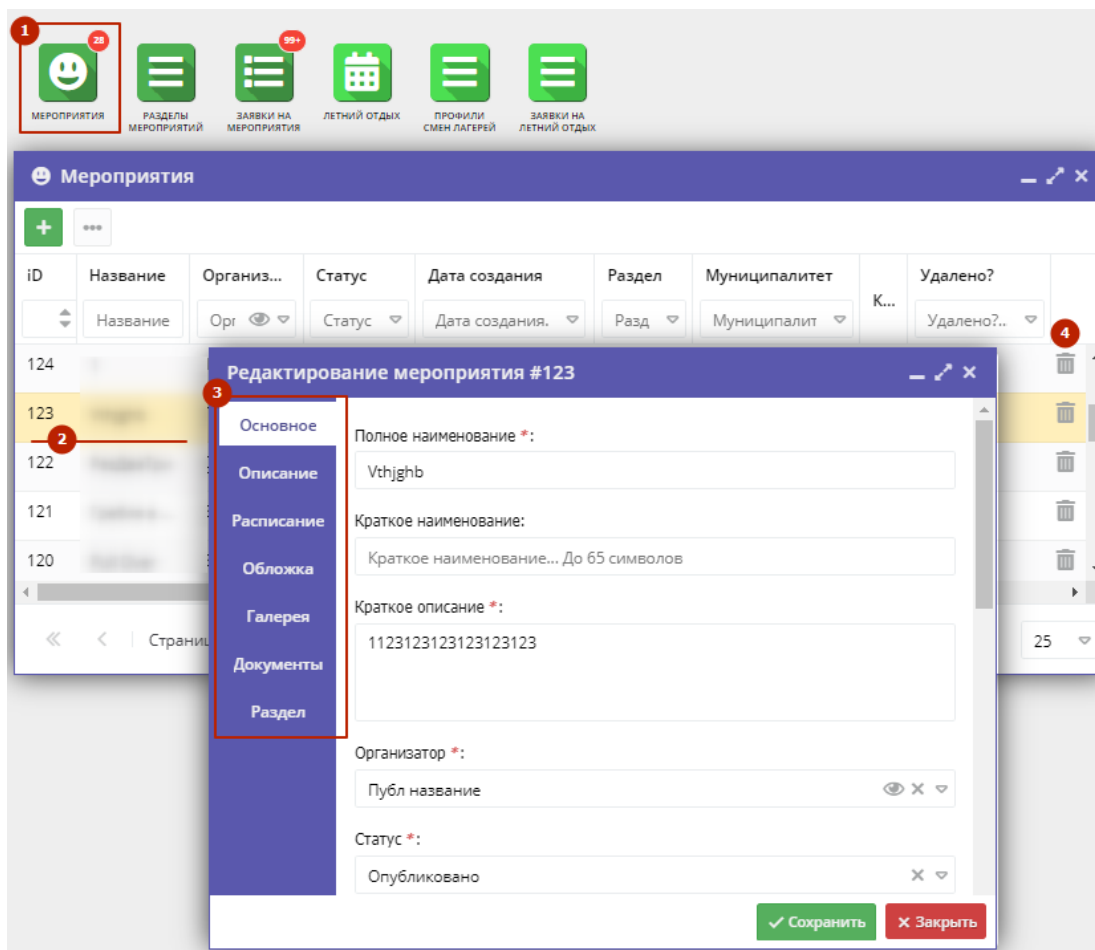 1
28
99+
МЕРОПРИЯТИЯ
РАЗДЕЛЫ
МЕРОПРИЯТИЙ
ЗАЯВКИ НА
МЕРОПРИЯТИЯ
ЛЕТНИЙ ОТДЫХ
ПРОФИЛИ
СМЕН ЛАГЕРЕЙ
ЗАЯВКИ НА
ЛЕТНИЙ ОТДЫХ
Мероприятия
iD Название Организ... Статус Дата создания Раздел Муниципалитет К... Удалено?
Название Орг Статус Дата создания. Разд Муниципалит Удалено?..
4
124
123
2
122
121
120
Страниц
25
Редактирование мероприятия #123
3
Основное
Описание
Расписание
Обложка
Галерея
Документы
Раздел
Полное наименование *:
Vthjghb
Краткое наименование:
Краткое наименование... До 65 символов
Краткое описание *:
1123123123123123123
Организатор *:
Публ название
Статус *:
Опубликовано
Сохранить
Закрыть